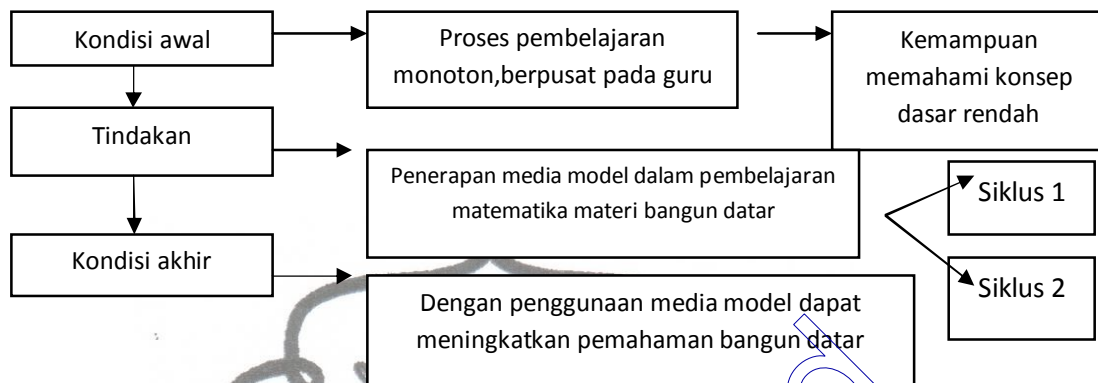 Kondisi awal
Proses pembelajaran
monoton,berpusat pada guru
Kemampuan
memahami konsep
dasar rendah
Tindakan
Penerapan media model dalam pembelajaran
matematika materi bangun datar
Siklus 1
Siklus 2
Kondisi akhir
Dengan penggunaan media model dapat
meningkatkan pemahaman bangun datar